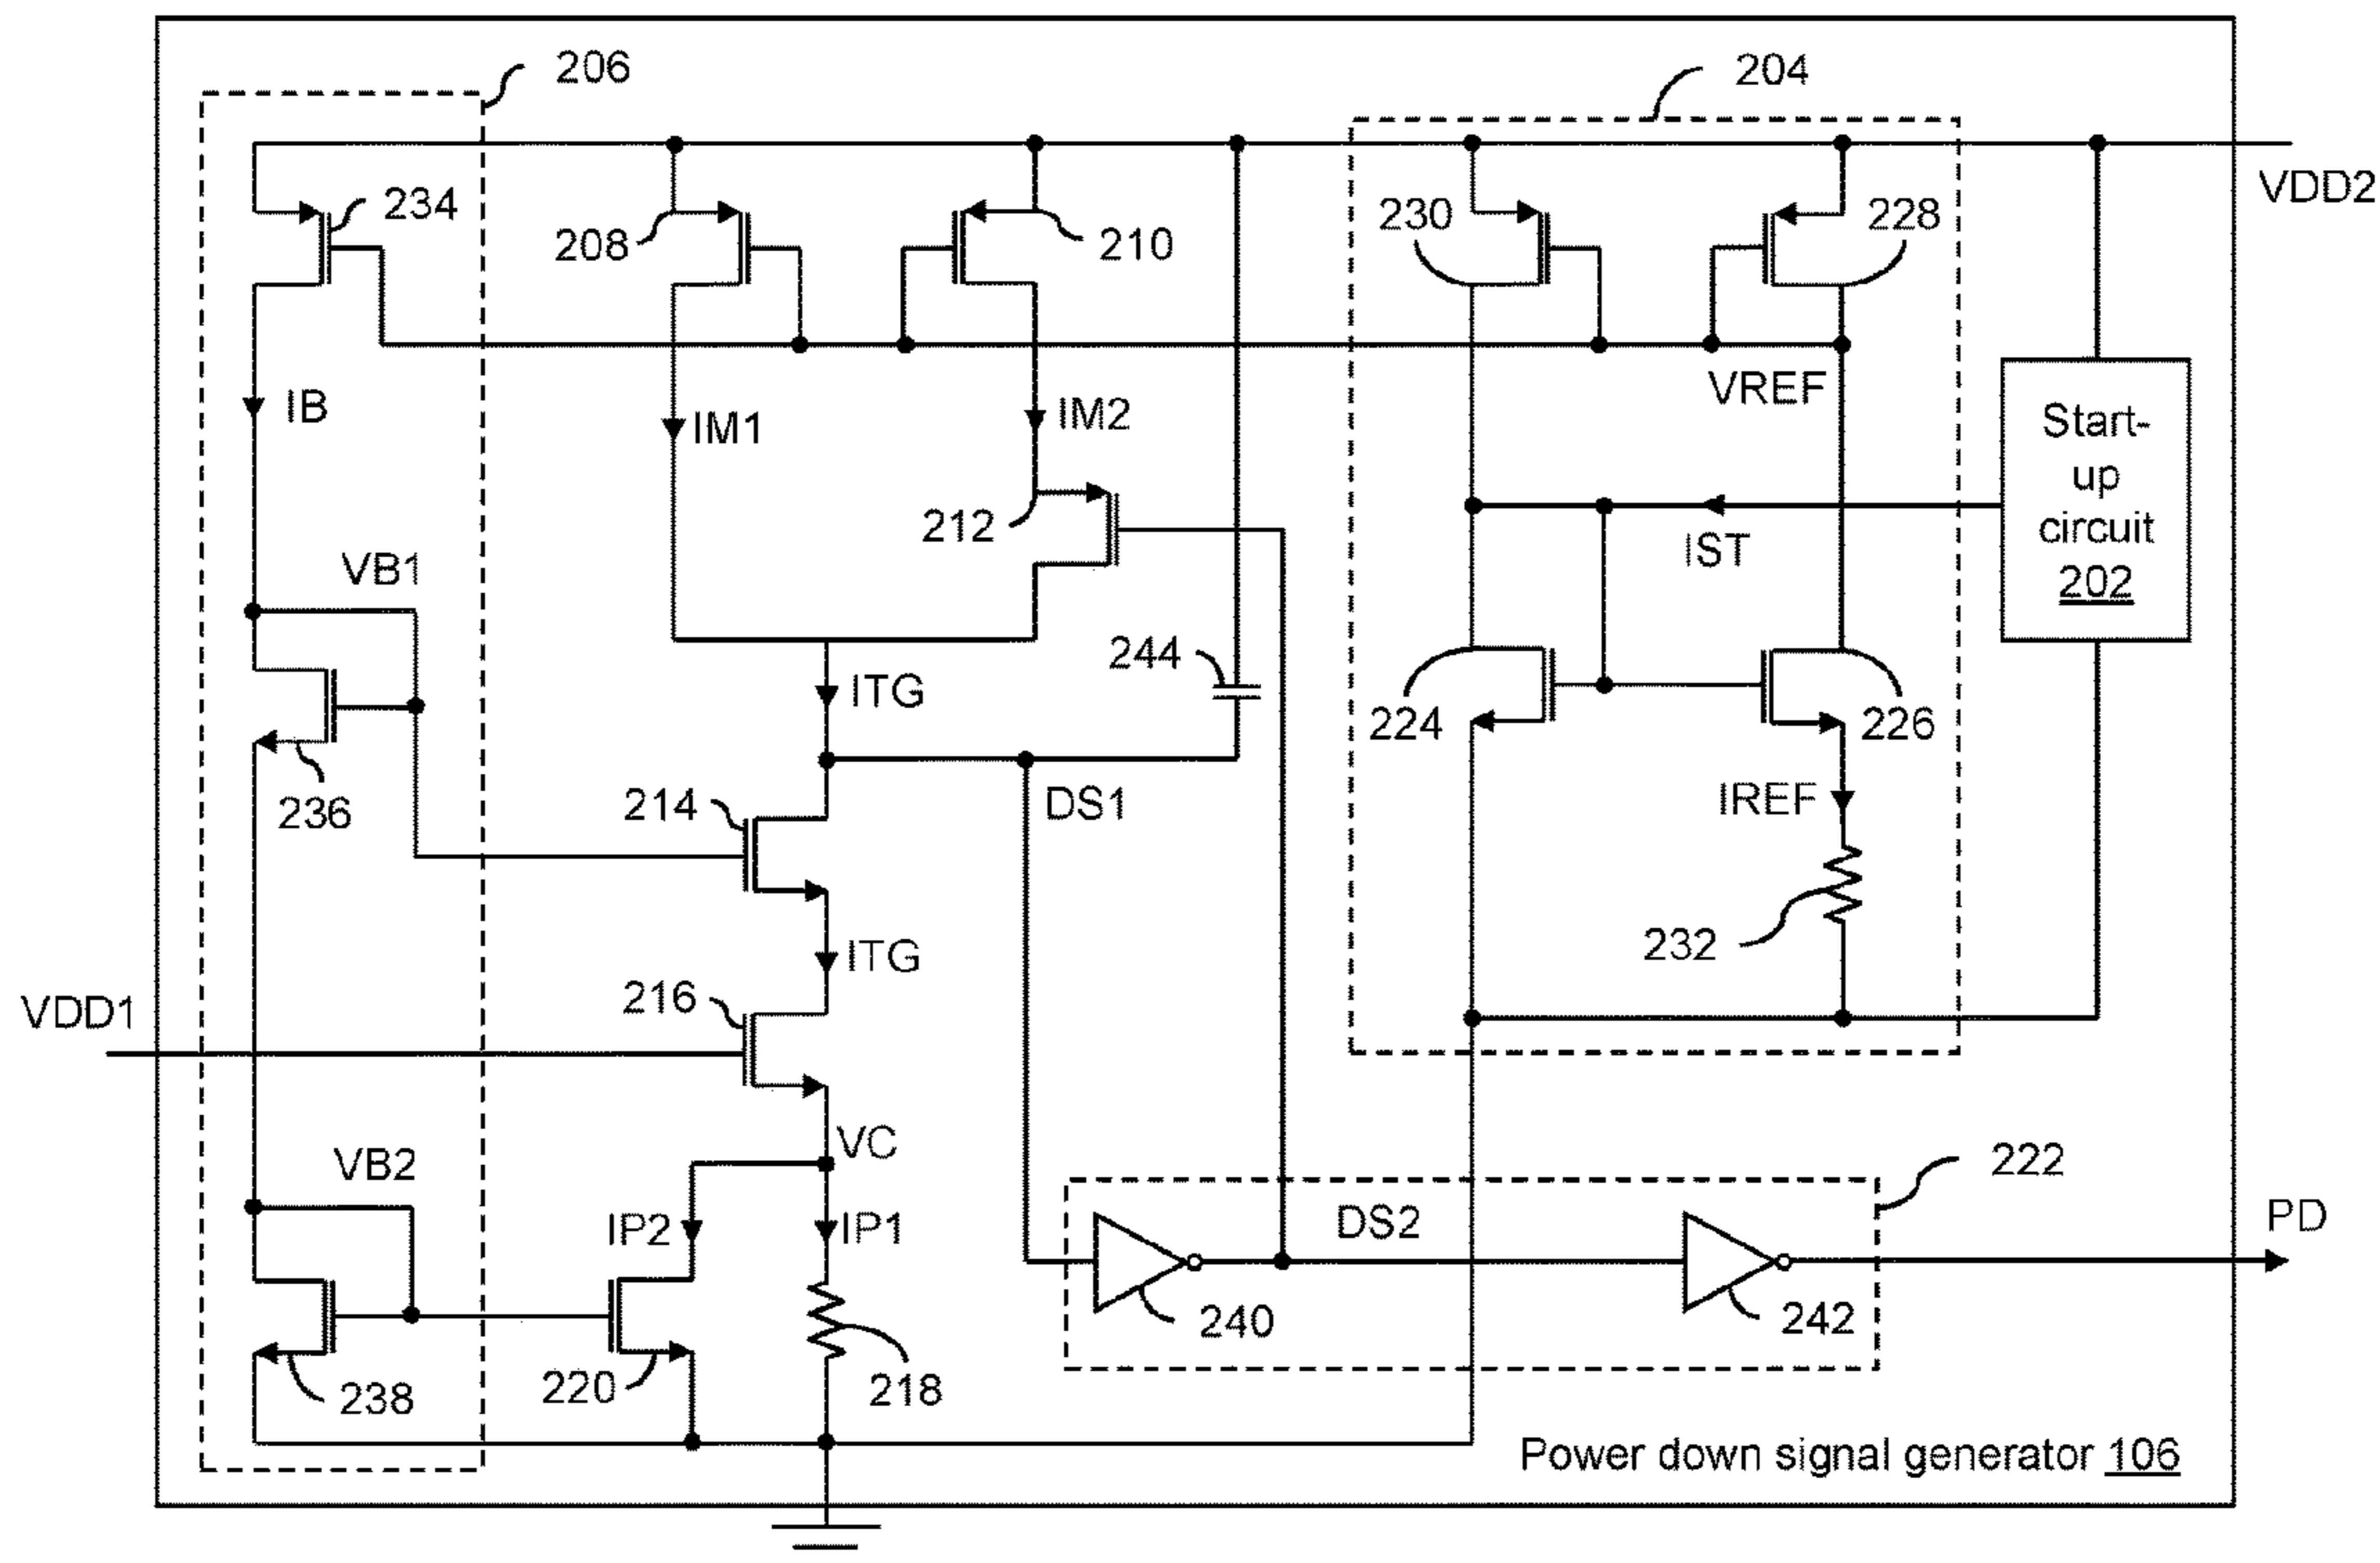 206
204
VDD2
234
208
210
230
228
IB
IM1
IM2
VREF
Start-
up
circuit
202
212
IST
VB1
244
ITG
224
226
236
214
DS1
IREF
232
ITG
216
VDD1
VC
VB2
222
IP2
IP1
DS2
PD
240
242
238
220
218
Power down signal generator 106